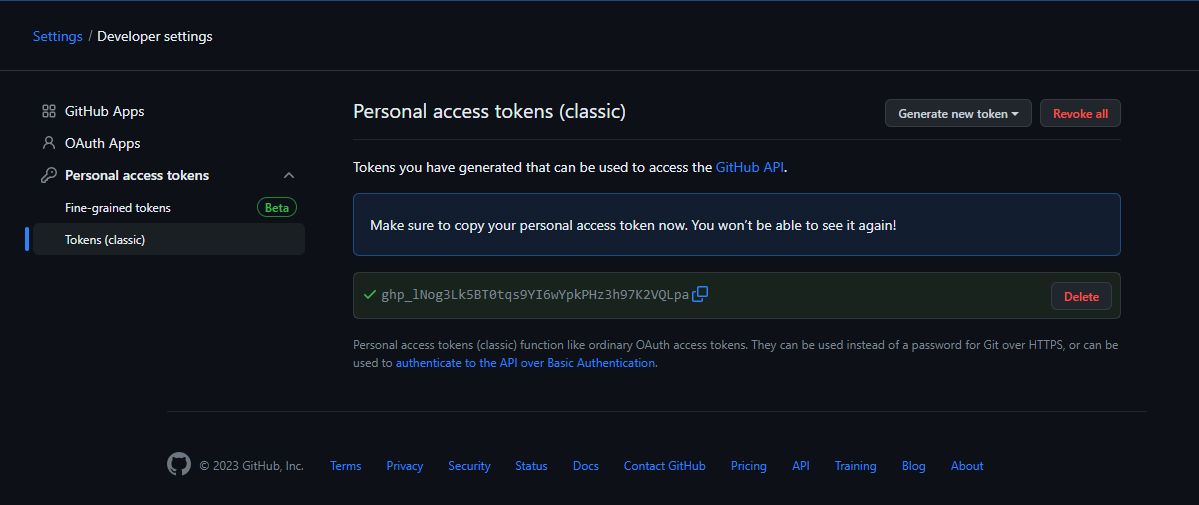 Settings / Developer settings
GitHub Apps
OAuth Apps
Personal access tokens
Fine-grained tokens Beta
Tokens (classic)
Personal access tokens (classic)
Generate new token
Revoke all
Tokens you have generated that can be used to access the GitHub API.
Make sure to copy your personal access token now. You won’t be able to see it again!
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
Delete
Personal access tokens (classic) function like ordinary OAuth access tokens. They can be used instead of a password for Git over HTTPS, or can be
used to authenticate to the API over Basic Authentication.
© 2023 GitHub, Inc. Terms Privacy Security Status Docs Contact GitHub Pricing API Training Blog About